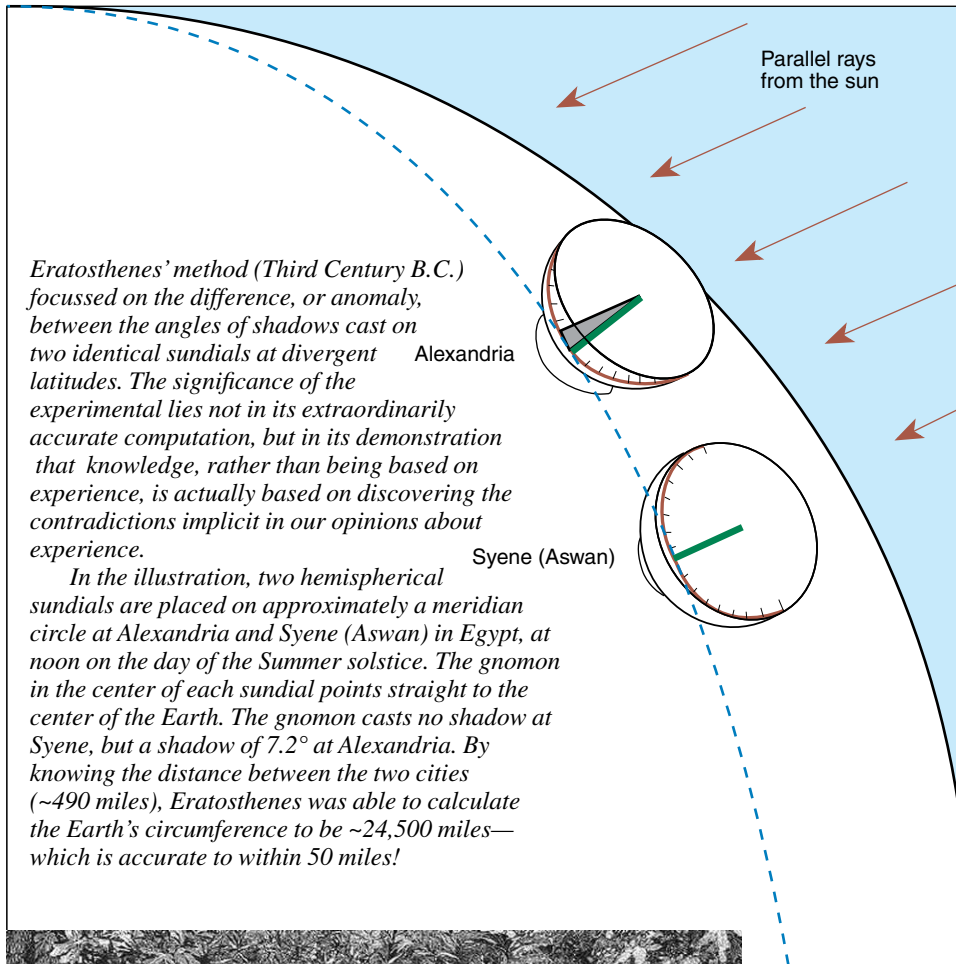 Parallel rays
from the sun
Eratosthenes’ method (Third Century B.C.)
focussed on the difference, or anomaly,
between the angles of shadows cast on
two identical sundials at divergent
latitudes. The significance of the
experimental lies not in its extraordinarily
accurate computation, but in its demonstration
that knowledge, rather than being based on
experience, is actually based on discovering the
contradictions implicit in our opinions about
experience.
In the illustration, two hemispherical
sundials are placed on approximately a meridian
circle at Alexandria and Syene (Aswan) in Egypt, at
noon on the day of the Summer solstice. The gnomon
in the center of each sundial points straight to the
center of the Earth. The gnomon casts no shadow at
Syene, but a shadow of 7.2° at Alexandria. By
knowing the distance between the two cities
(~490 miles), Eratosthenes was able to calculate
the Earth’s circumference to be ~24,500 miles—
which is accurate to within 50 miles!
Alexandria
Syene (Aswan)